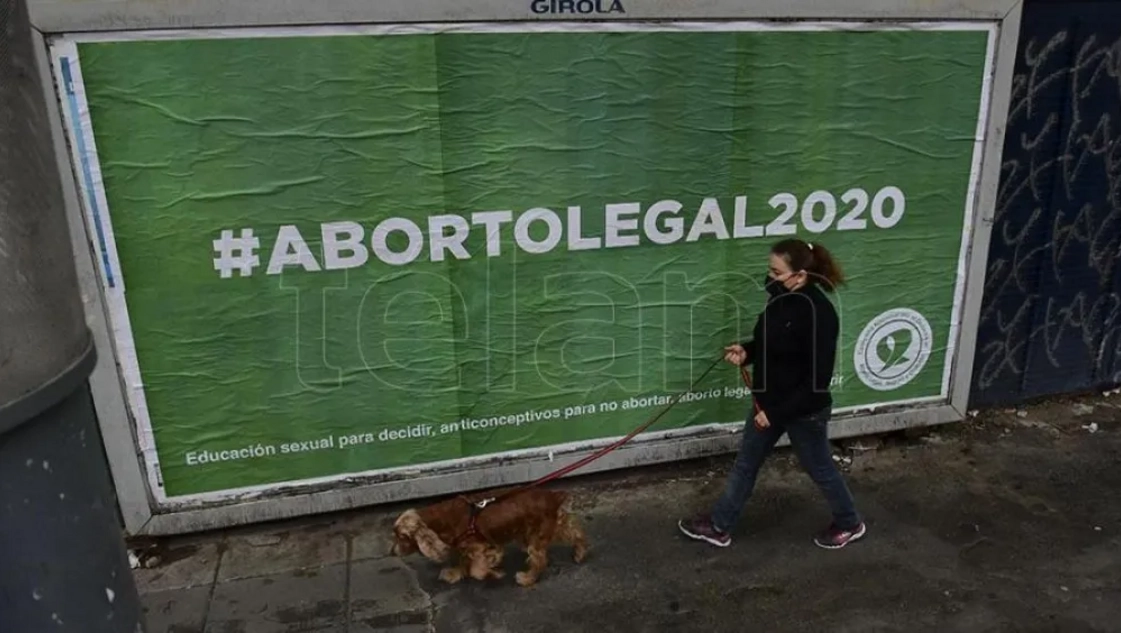 GIROLA
#ABORTOLEGAL2020
telam
Educación sexual para decidir, anticonceptivos para no abortar, aborto